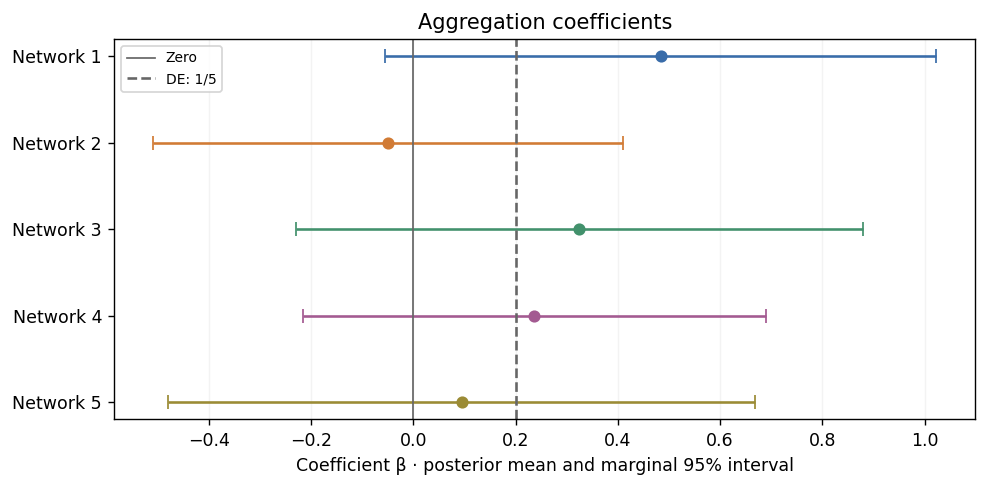 Aggregation coefficients
Network 1
Network 2
Network 3
Network 4
Network 5
Zero
DE: 1/5
−0.4 −0.2 0.0 0.2 0.4 0.6 0.8 1.0
Coefficient β · posterior mean and marginal 95% interval